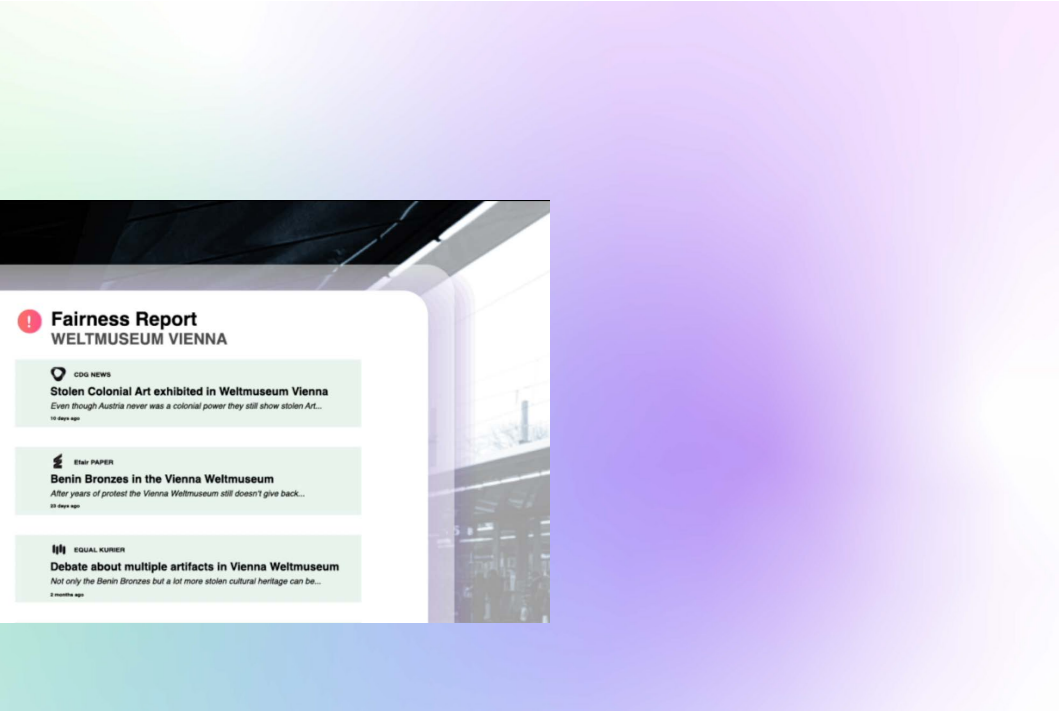 Fairness Report
WELTMUSEUM VIENNA
CDG NEWS
Stolen Colonial Art exhibited in Weltmuseum Vienna
Even though Austria never was a colonial power they still show stolen Art...
10 days ago
Efair PAPER
Benin Bronzes in the Vienna Weltmuseum
After years of protest the Vienna Weltmuseum still doesn't give back...
23 days ago
EQUAL KURIER
Debate about multiple artifacts in Vienna Weltmuseum
Not only the Benin Bronzes but a lot more stolen cultural heritage can be...
2 months ago